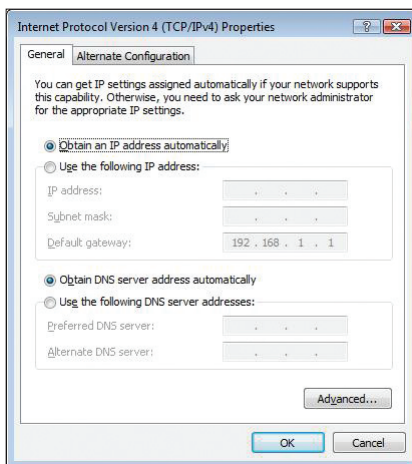 Internet Protocol Version 4 (TCP/IPv4) Properties
General
Alternate Configuration
You can get IP settings assigned automatically if your network supports
this capability. Otherwise, you need to ask your network administrator
for the appropriate IP settings.
Obtain an IP address automatically
Use the following IP address:
IP address:
. . .
Subnet mask:
. . .
Default gateway:
192 . 168 . 1 . 1
Obtain DNS server address automatically
Use the following DNS server addresses:
Preferred DNS server:
. . .
Alternate DNS server:
. . .
Advanced...
OK
Cancel